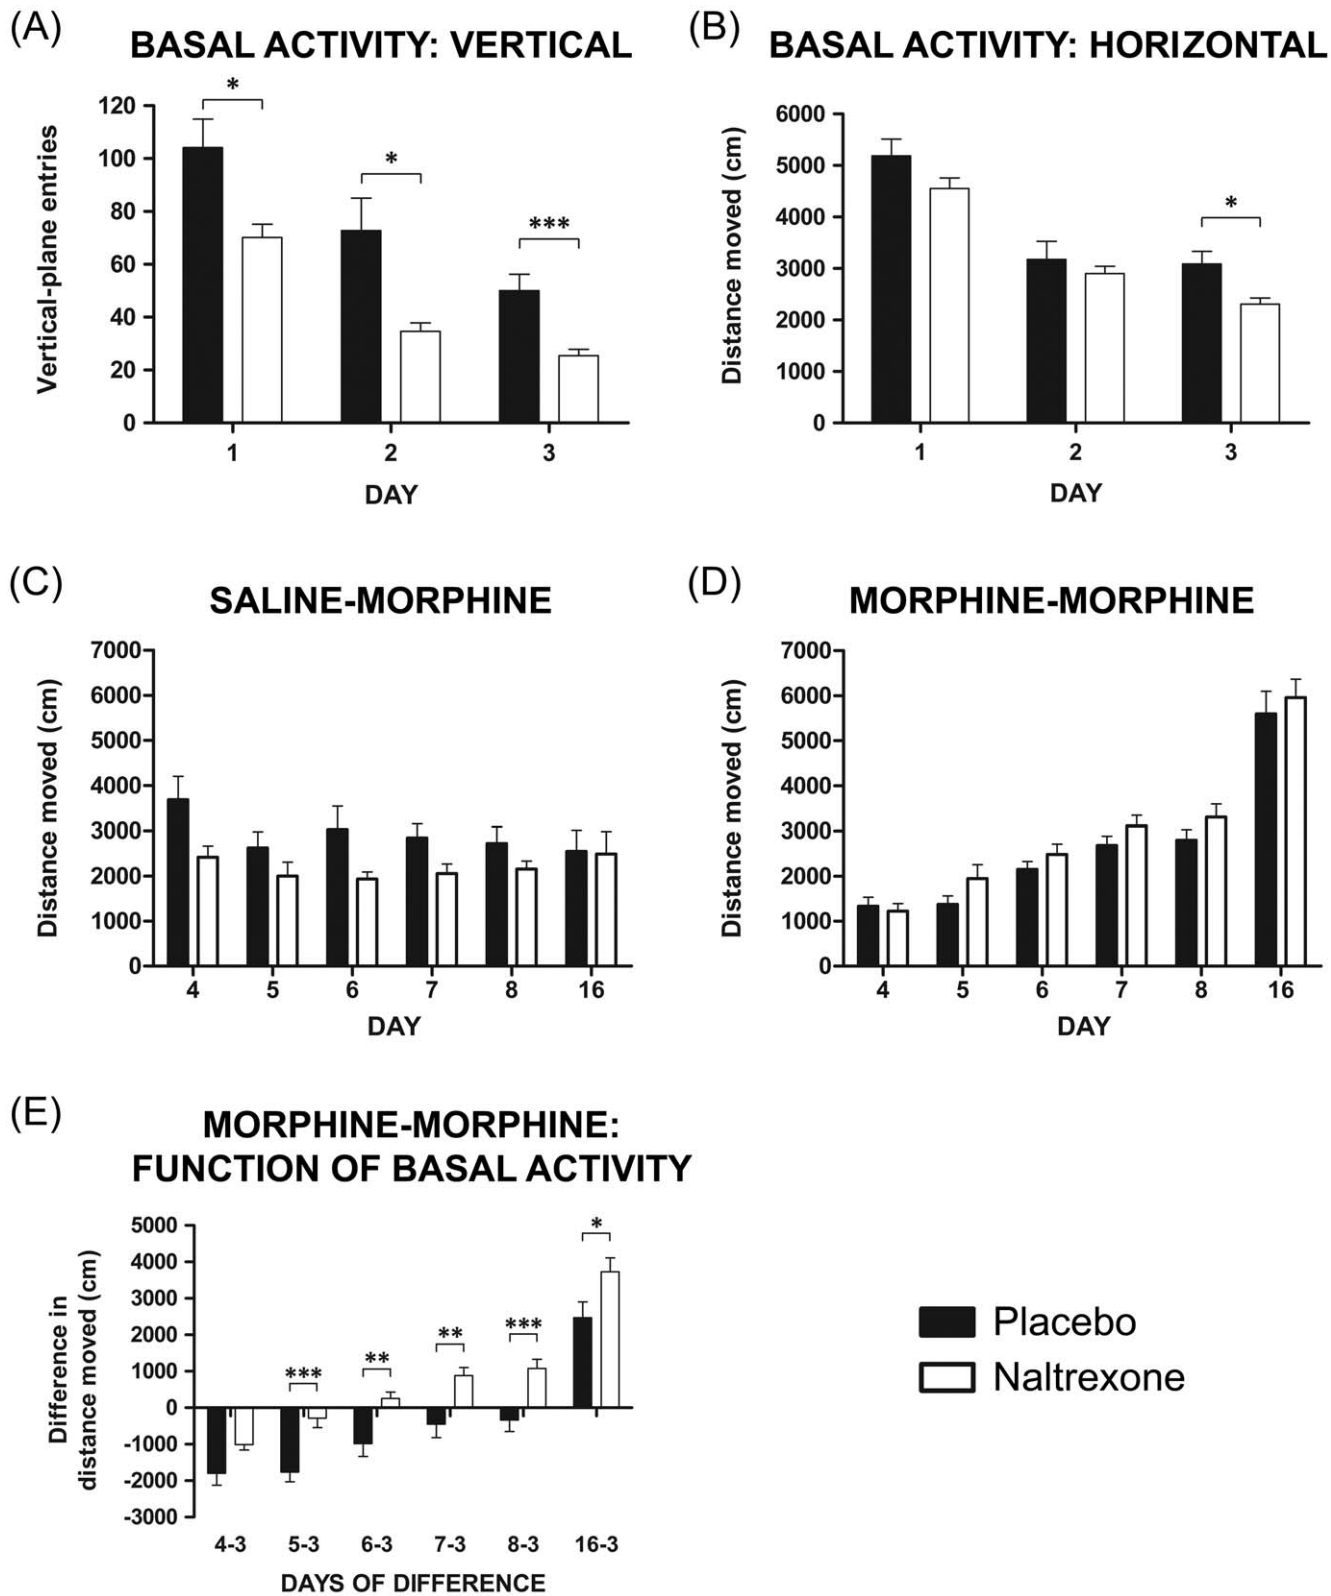 (A)
BASAL ACTIVITY: VERTICAL
Vertical-plane entries
120
100
80
60
40
20
0
*
*
***
1 2 3
DAY
(B)
BASAL ACTIVITY: HORIZONTAL
Distance moved (cm)
6000
5000
4000
3000
2000
1000
0
*
1 2 3
DAY
(C)
SALINE-MORPHINE
Distance moved (cm)
7000
6000
5000
4000
3000
2000
1000
0
4 5 6 7 8 16
DAY
(D)
MORPHINE-MORPHINE
Distance moved (cm)
7000
6000
5000
4000
3000
2000
1000
0
4 5 6 7 8 16
DAY
(E)
MORPHINE-MORPHINE:
FUNCTION OF BASAL ACTIVITY
Difference in
distance moved (cm)
5000
4000
3000
2000
1000
0
-1000
-2000
-3000
***
**
**
***
*
4-3 5-3 6-3 7-3 8-3 16-3
DAYS OF DIFFERENCE
Placebo
Naltrexone